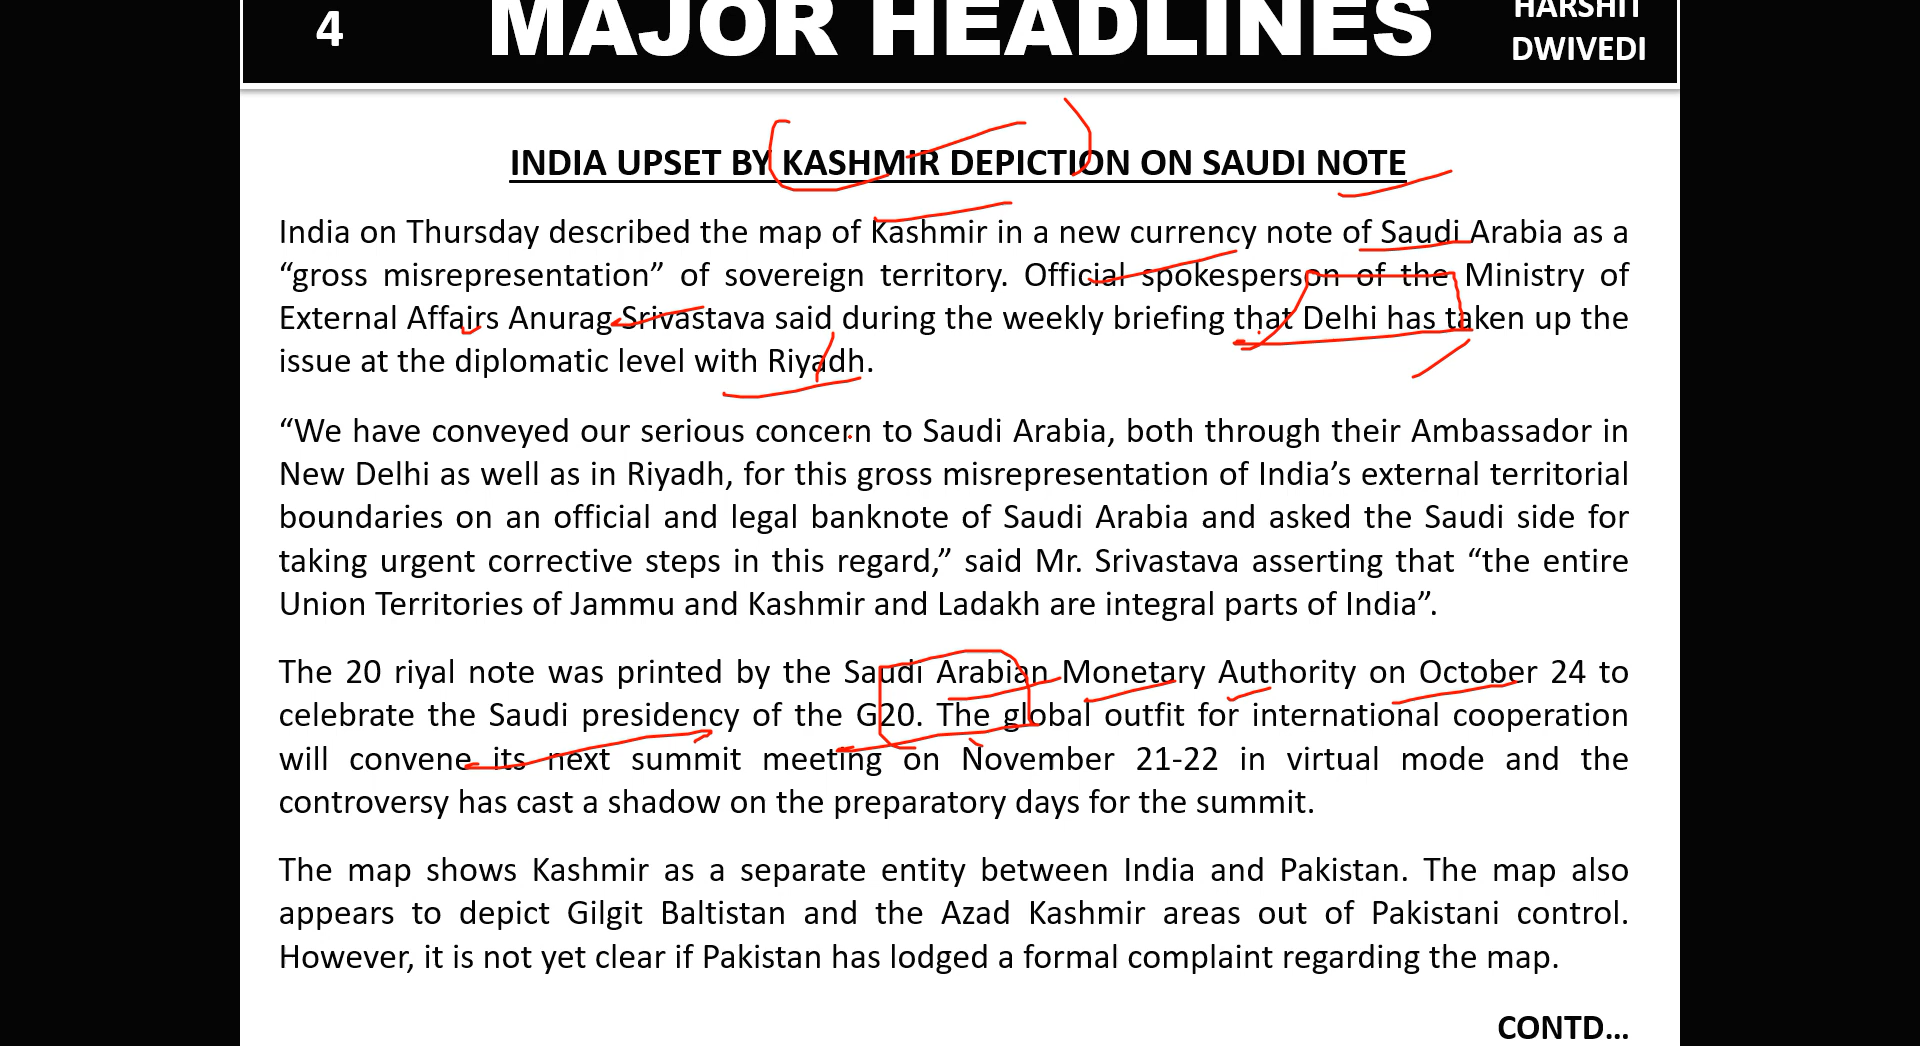 4
MAJOR HEADLINES
HARSHIT
DWIVEDI
INDIA UPSET BY KASHMIR DEPICTION ON SAUDI NOTE
India on Thursday described the map of Kashmir in a new currency note of Saudi Arabia as a
“gross misrepresentation” of sovereign territory. Official spokesperson of the Ministry of
External Affairs Anurag Srivastava said during the weekly briefing that Delhi has taken up the
issue at the diplomatic level with Riyadh.
“We have conveyed our serious concern to Saudi Arabia, both through their Ambassador in
New Delhi as well as in Riyadh, for this gross misrepresentation of India’s external territorial
boundaries on an official and legal banknote of Saudi Arabia and asked the Saudi side for
taking urgent corrective steps in this regard,” said Mr. Srivastava asserting that “the entire
Union Territories of Jammu and Kashmir and Ladakh are integral parts of India”.
The 20 riyal note was printed by the Saudi Arabian Monetary Authority on October 24 to
celebrate the Saudi presidency of the G20. The global outfit for international cooperation
will convene its next summit meeting on November 21-22 in virtual mode and the
controversy has cast a shadow on the preparatory days for the summit.
The map shows Kashmir as a separate entity between India and Pakistan. The map also
appears to depict Gilgit Baltistan and the Azad Kashmir areas out of Pakistani control.
However, it is not yet clear if Pakistan has lodged a formal complaint regarding the map.
CONTD...